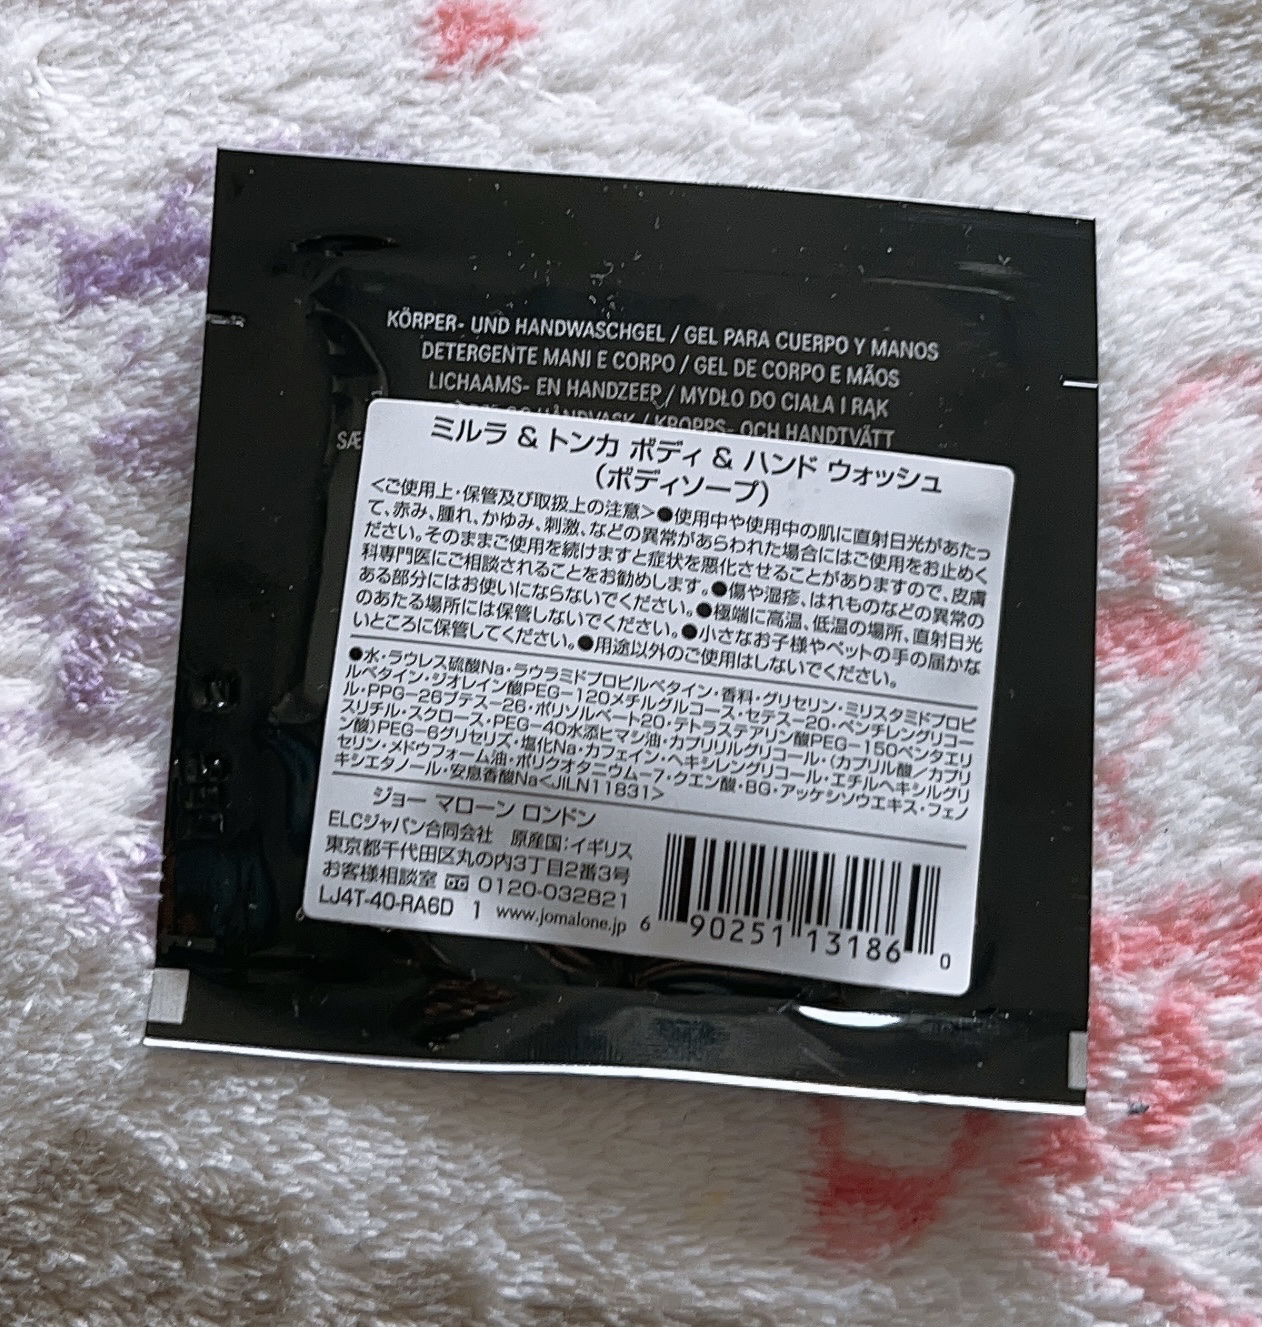 KÖRPER- UND HANDWASCHGEL / GEL PARA CUERPO Y MANOS
DETERGENTE MANI E CORPO / GEL DE CORPO E MÃOS
LICHAAMS- EN HANDZEEP / MYDŁO DO CIAŁA I RĄK
HÅNDVASK / KROPPS- OCH HANDTVÄTT
SÆ
ミルラ & トンカ ボディ & ハンド ウォッシュ
(ボディソープ)
<ご使用上・保管及び取扱上の注意>●使用中や使用中の肌に直射日光があたっ
て、赤み、腫れ、かゆみ、刺激、などの異常があらわれた場合にはご使用をお止めく
ださい。そのままご使用を続けますと症状を悪化させることがありますので、皮膚
科専門医にご相談されることをお勧めします。●傷や湿疹、はれものなどの異常の
ある部分にはお使いにならないでください。●極端に高温、低温の場所、直射日光
のあたる場所には保管しないでください。●小さなお子様やペットの手の届かな
いところに保管してください。●用途以外のご使用はしないでください。
●水・ラウレス硫酸Na・ラウラミドプロピルベタイン・香料・グリセリン・ミリスタミドプロピ
ルベタイン・ジオレイン酸PEG-120メチルグルコース・セテス-20・ペンチレングリコー
ル・PPG-26ブテス-26・ポリソルベート20・テトラステアリン酸PEG-150ペンタエリ
スリチル・スクロース・PEG-40水添ヒマシ油・カプリリルグリコール・(カプリル酸/カプリ
ン酸)PEG-6グリセリズ・塩化Na・カフェイン・ヘキシレングリコール・エチルヘキシルグリ
セリン・メドウフォーム油・ポリクオタニウム-7・クエン酸・BG・アッケシソウエキス・フェノ
キシエタノール・安息香酸Na<JILN11831>
ジョー マローン ロンドン
ELCジャパン合同会社 原産国:イギリス
東京都千代田区丸の内3丁目2番3号
お客様相談室 0120-032821
LJ4T-40-RA6D 1 www.jomalone.jp
6 90251 13186 0